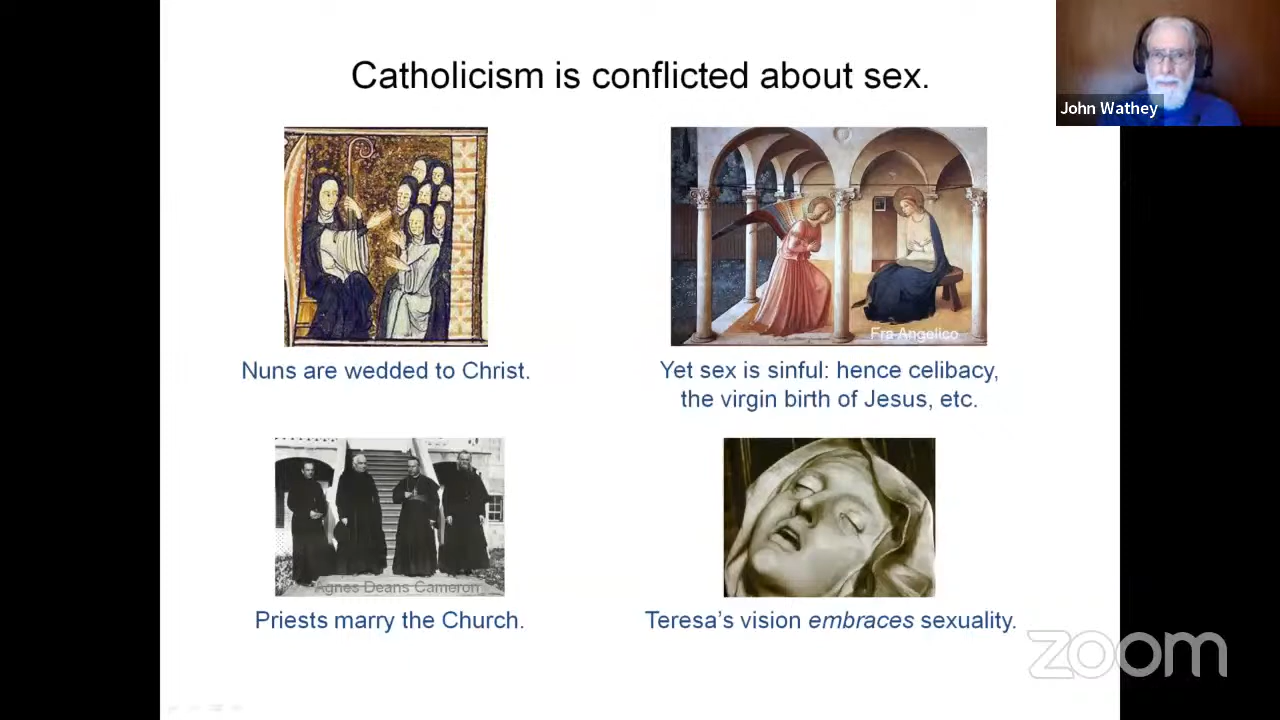 Catholicism is conflicted about sex.
John Wathey
Fra Angelico
Nuns are wedded to Christ.
Yet sex is sinful: hence celibacy,
the virgin birth of Jesus, etc.
Agnes Deans Cameron
Priests marry the Church.
Teresa’s vision embraces sexuality.
zoom